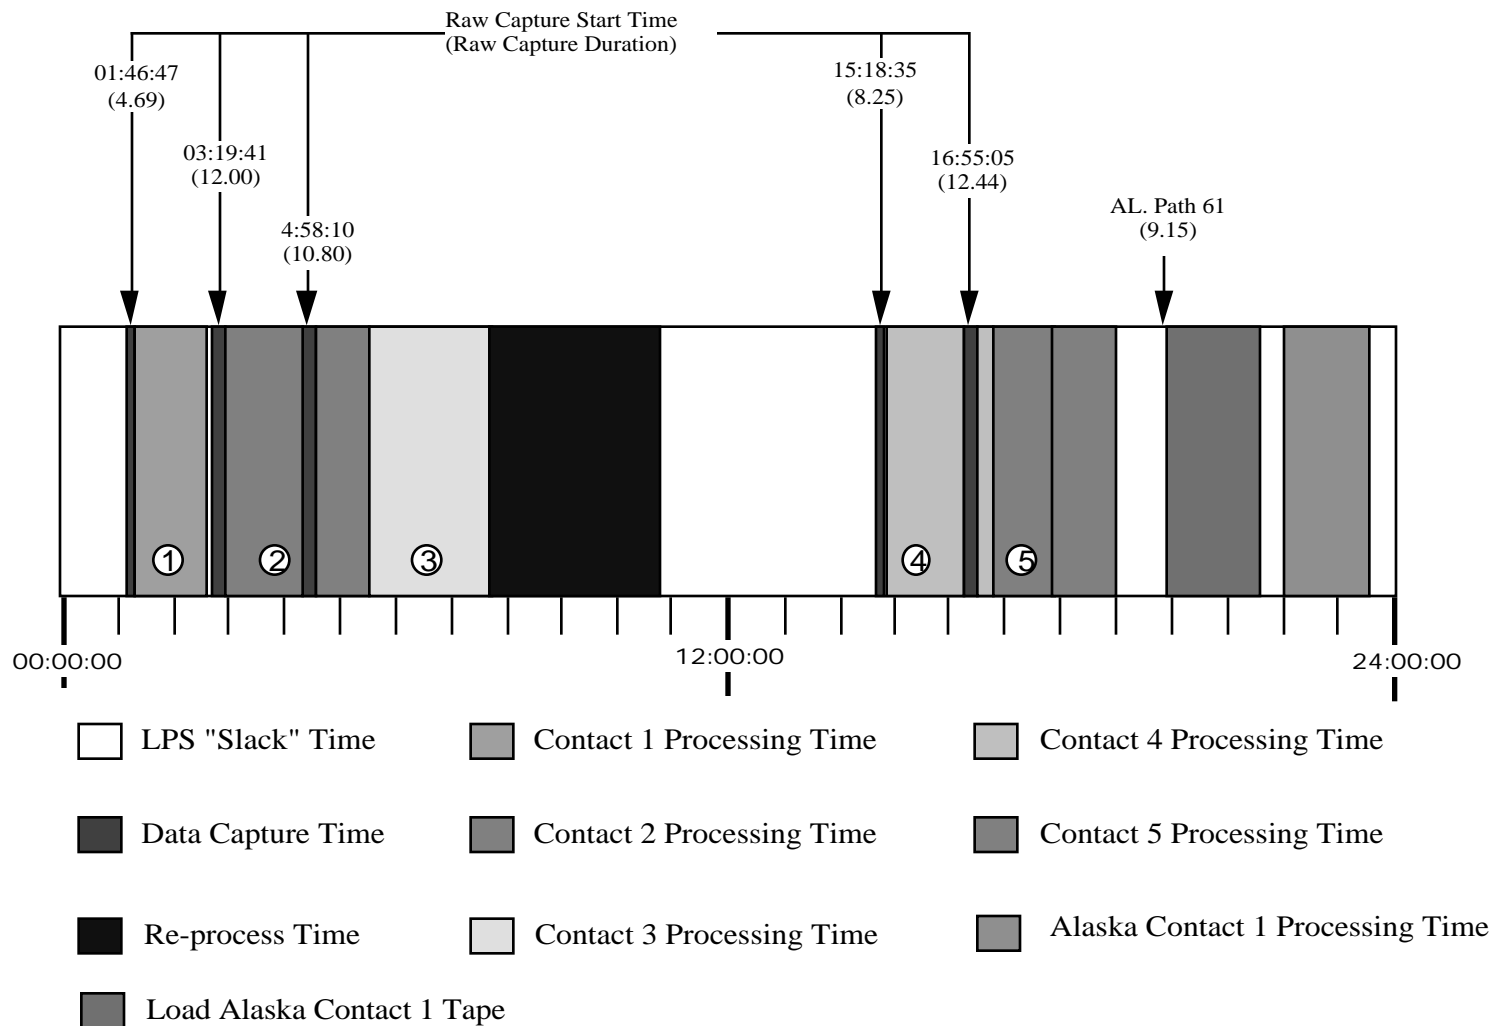 Raw Capture Start Time
(Raw Capture Duration)
01:46:47
(4.69)
15:18:35
(8.25)
03:19:41
(12.00)
16:55:05
(12.44)
4:58:10
(10.80)
AL. Path 61
(9.15)
1
2
3
4
5
00:00:00
12:00:00
24:00:00
LPS "Slack" Time
Contact 1 Processing Time
Contact 4 Processing Time
Data Capture Time
Contact 2 Processing Time
Contact 5 Processing Time
Re-process Time
Contact 3 Processing Time
Alaska Contact 1 Processing Time
Load Alaska Contact 1 Tape